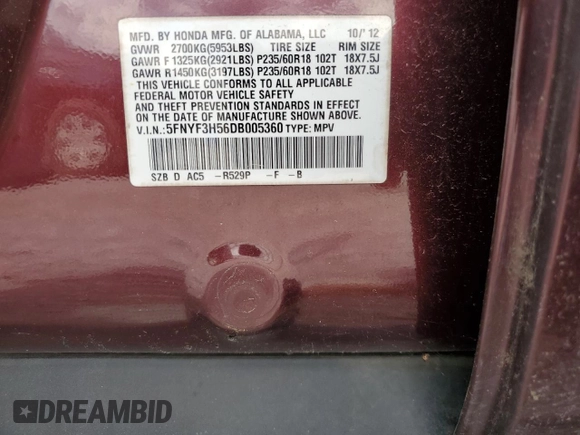 MFD. BY HONDA MFG. OF ALABAMA, LLC 10/'12
GVWR 2700KG(5953LBS) TIRE SIZE RIM SIZE
GAWR F 1325KG(2921LBS) P235/60R18 102T 18X7.5J
GAWR R1450KG(3197LBS) P235/60R18 102T 18X7.5J
THIS VEHICLE CONFORMS TO ALL APPLICABLE
FEDERAL MOTOR VEHICLE SAFETY
AND THEFT PREVENTION STANDARDS IN EFFECT ON
THE DATE OF MANUFACTURE SHOWN ABOVE.
V.I.N.: 5FNYF3H56DB005360 TYPE: MPV
SZB D AC5 -R529P -F -B
DREAMBID